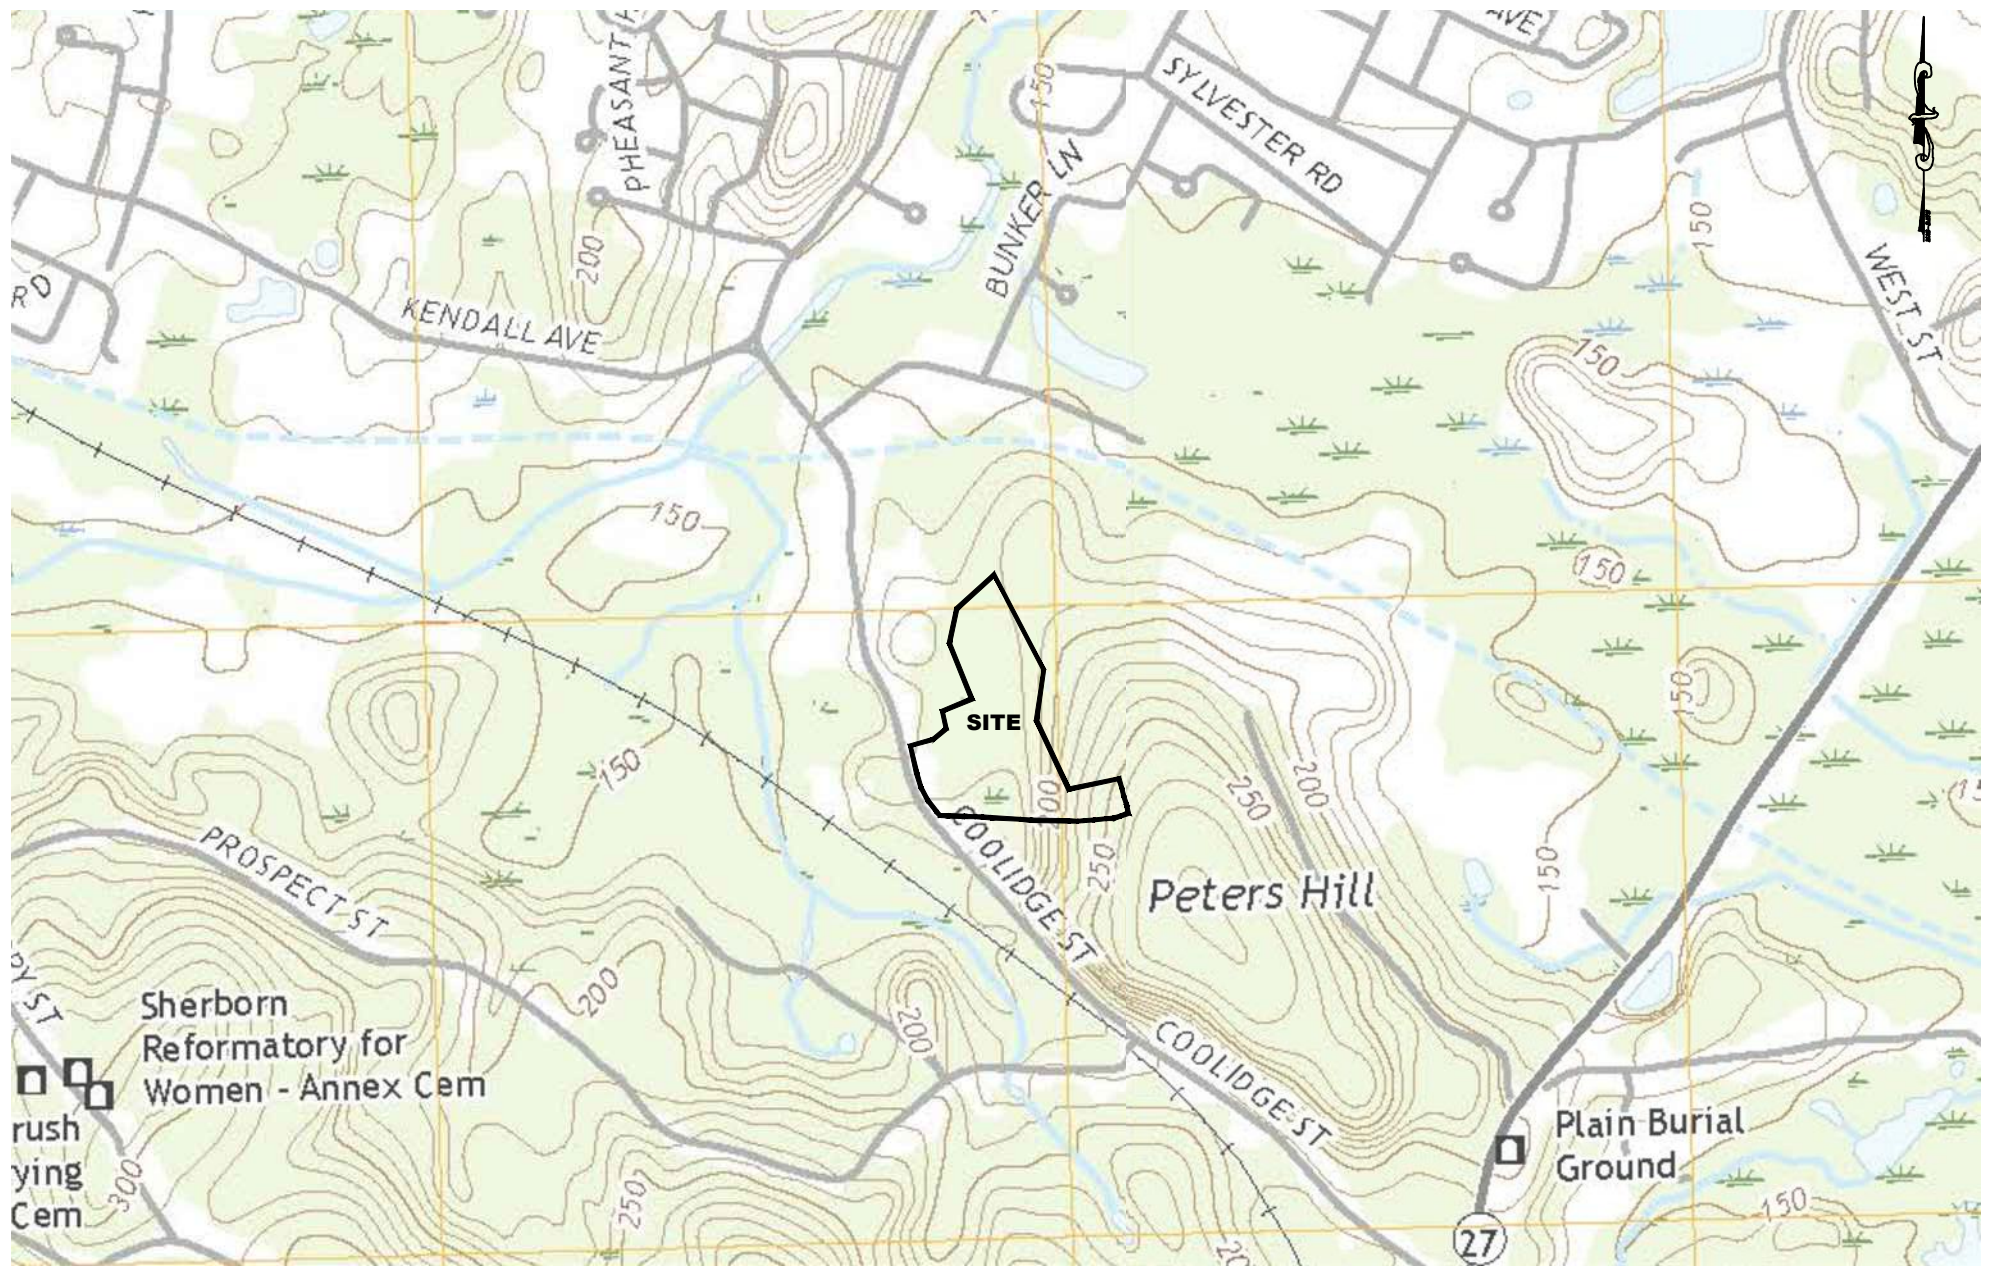 AVE
PHEASANT
150
SYLVESTER RD
BUNKER LN
150
200
WEST ST
RD
KENDALL AVE
150
150
150
150
SITE
150
200
250
200
COOLIDGE ST
250
150
PROSPECT ST
Peters Hill
200
200
Sherborn
Reformatory for
Women - Annex Cem
COOLIDGE ST
Plain Burial
Ground
rush
ying
Cem
300
250
150
27